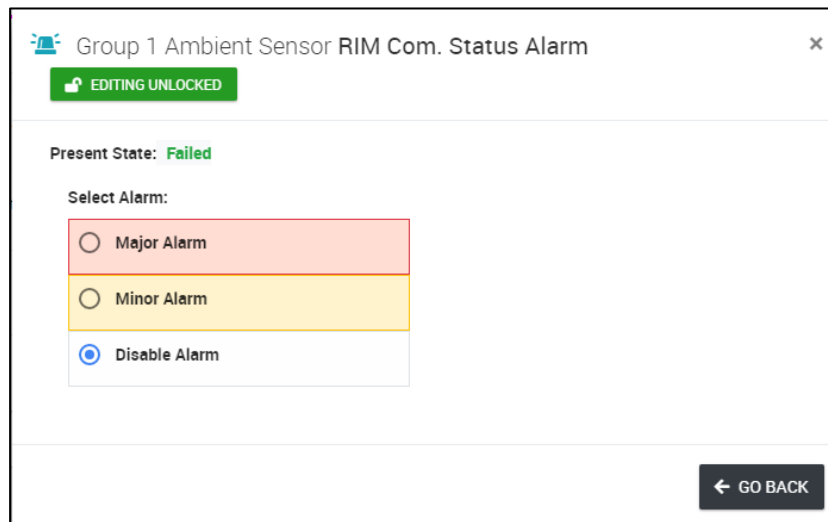 Group 1 Ambient Sensor RIM Com. Status Alarm
EDITING UNLOCKED
Present State: Failed
Select Alarm:
Major Alarm
Minor Alarm
Disable Alarm
GO BACK